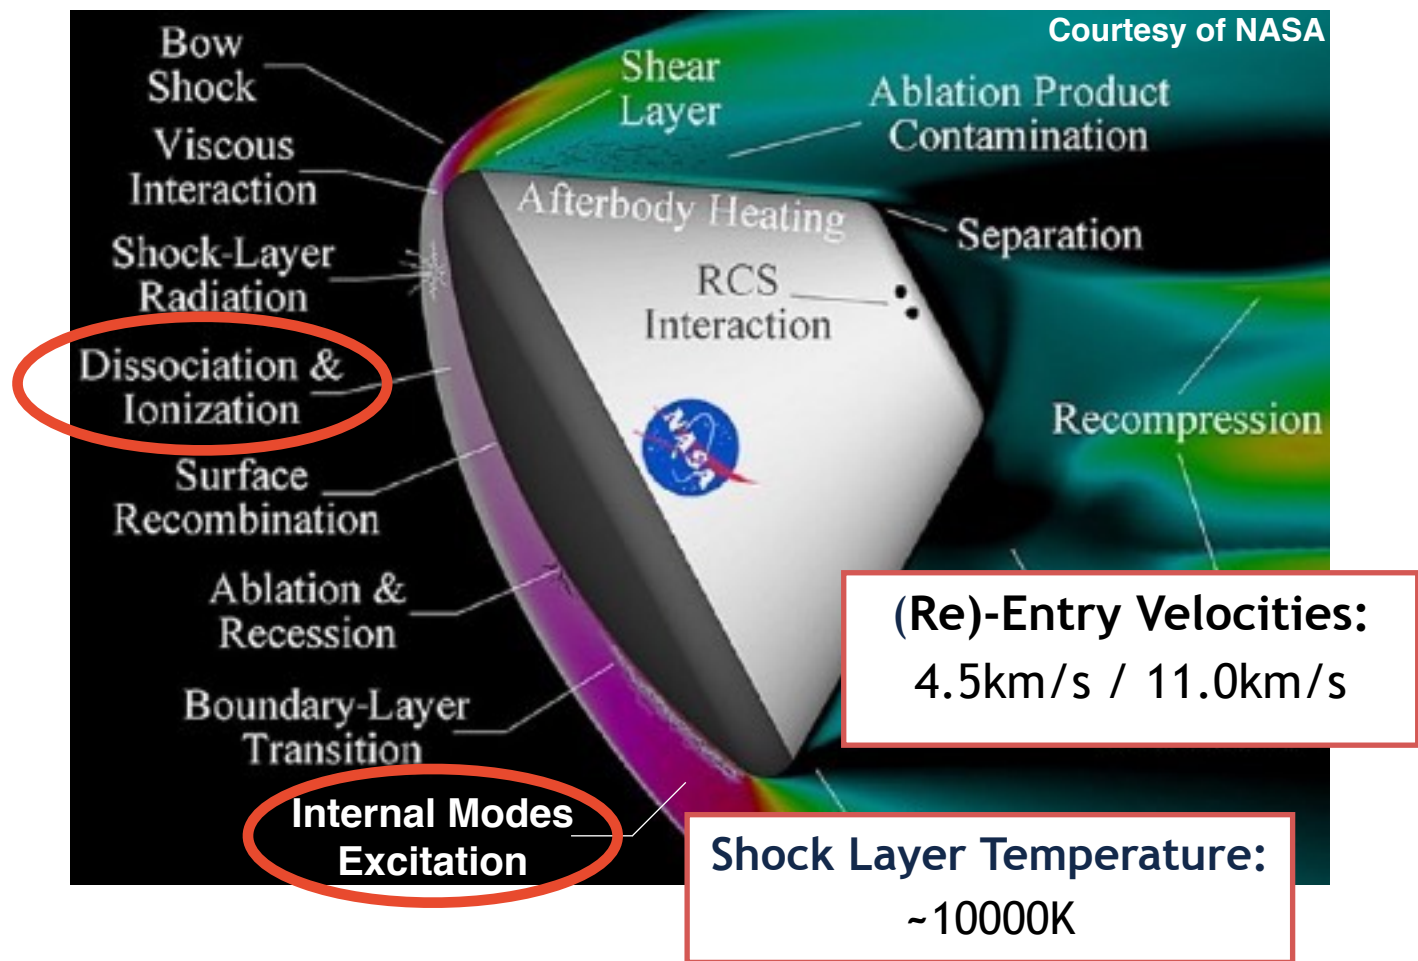 Courtesy of NASA
Bow
Shock
Shear
Layer
Ablation Product
Contamination
Viscous
Interaction
Afterbody Heating
Separation
Shock-Layer
Radiation
RCS
Interaction
Dissociation &
Ionization
NASA
Recompression
Surface
Recombination
Ablation &
Recession
(Re)-Entry Velocities:
4.5km/s / 11.0km/s
Boundary-Layer
Transition
Internal Modes
Excitation
Shock Layer Temperature:
~10000K